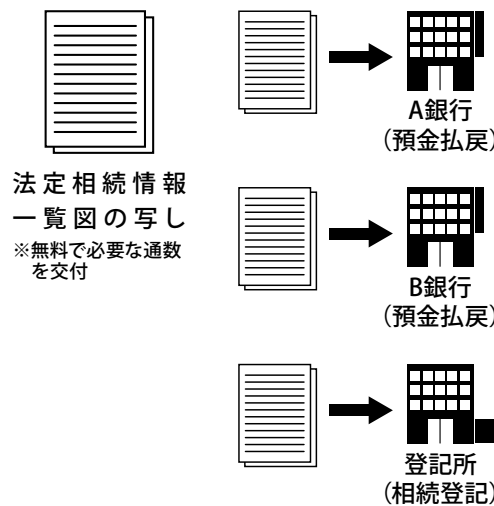 法定相続情報
一覧図の写し
※無料で必要な通数
を交付
A銀行
(預金払戻)
B銀行
(預金払戻)
登記所
(相続登記)